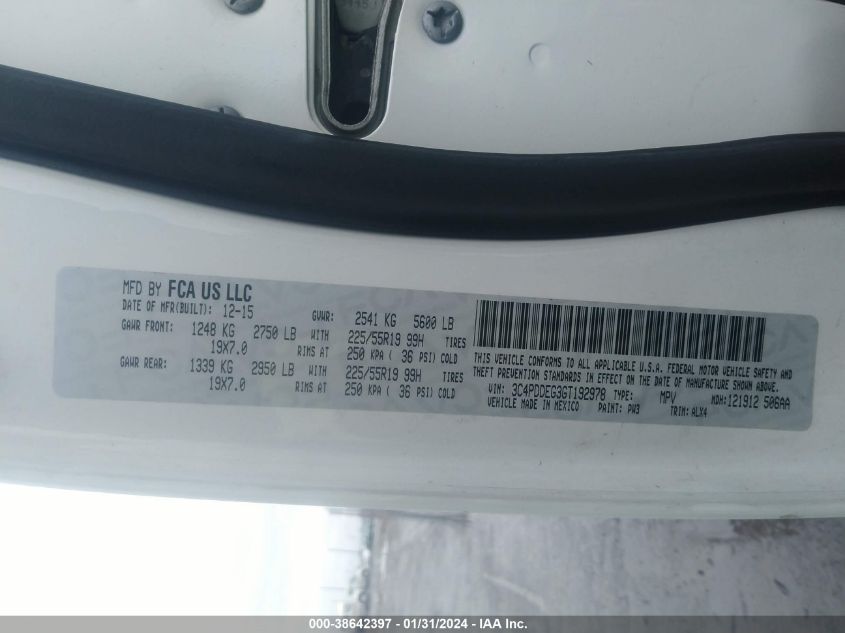 MFD BY FCA US LLC
DATE OF MFR(BUILT): 12-15 GVWR: 2541 KG 5600 LB
GAWR FRONT: 1248 KG 2750 LB WITH 225/55R19 99H TIRES
19X7.0 RIMS AT 250 KPA ( 36 PSI) COLD
GAWR REAR: 1339 KG 2950 LB WITH 225/55R19 99H TIRES
19X7.0 RIMS AT 250 KPA ( 36 PSI) COLD
THIS VEHICLE CONFORMS TO ALL APPLICABLE U.S.A. FEDERAL MOTOR VEHICLE SAFETY AND
THEFT PREVENTION STANDARDS IN EFFECT ON THE DATE OF MANUFACTURE SHOWN ABOVE.
VIN: 3C4PDDEG3GT192978 TYPE: MPV MDH:121912 506AA
VEHICLE MADE IN MEXICO PAINT: PW3 TRIM: ALX4
000-38642397 - 01/31/2024 - IAA Inc.